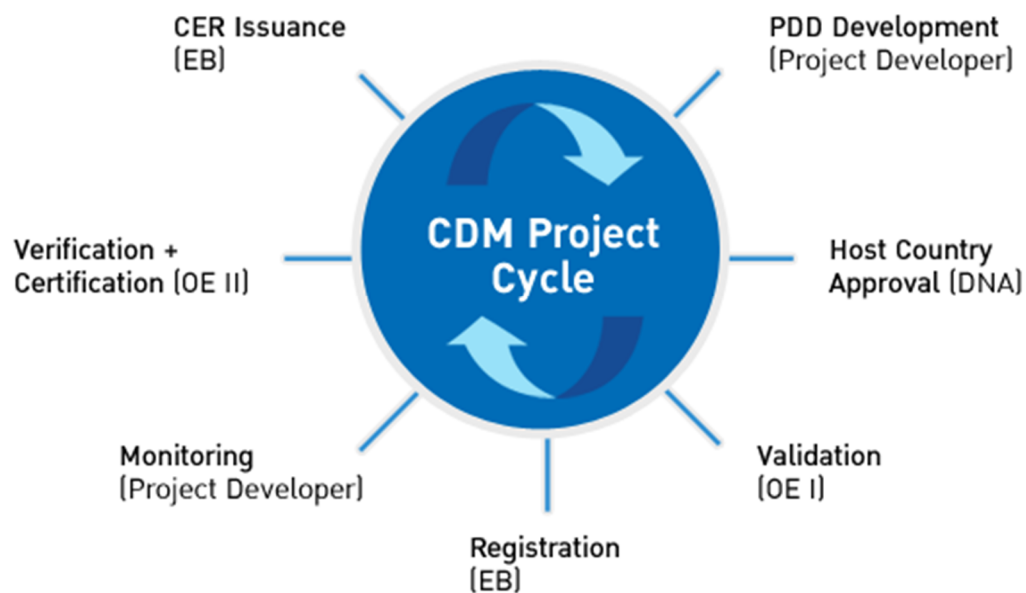 CER Issuance
(EB)
PDD Development
(Project Developer)
CDM Project
Cycle
Verification +
Certification (OE II)
Host Country
Approval (DNA)
Monitoring
(Project Developer)
Validation
(OE I)
Registration
(EB)